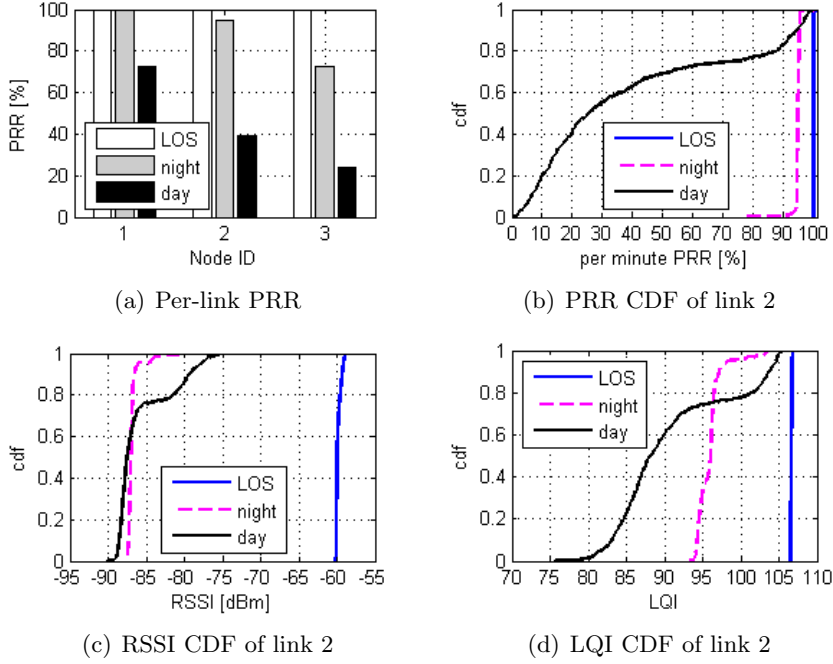 100
80
60
40
20
0
PRR [%]
LOS
night
day
1 2 3
Node ID
(a) Per-link PRR
1
0.8
0.6
0.4
0.2
0
cdf
LOS
night
day
0 10 20 30 40 50 60 70 80 90 100
per minute PRR [%]
(b) PRR CDF of link 2
1
0.8
0.6
0.4
0.2
0
cdf
LOS
night
day
-95 -90 -85 -80 -75 -70 -65 -60 -55
RSSI [dBm]
(c) RSSI CDF of link 2
1
0.8
0.6
0.4
0.2
0
cdf
LOS
night
day
70 75 80 85 90 95 100 105 110
LQI
(d) LQI CDF of link 2